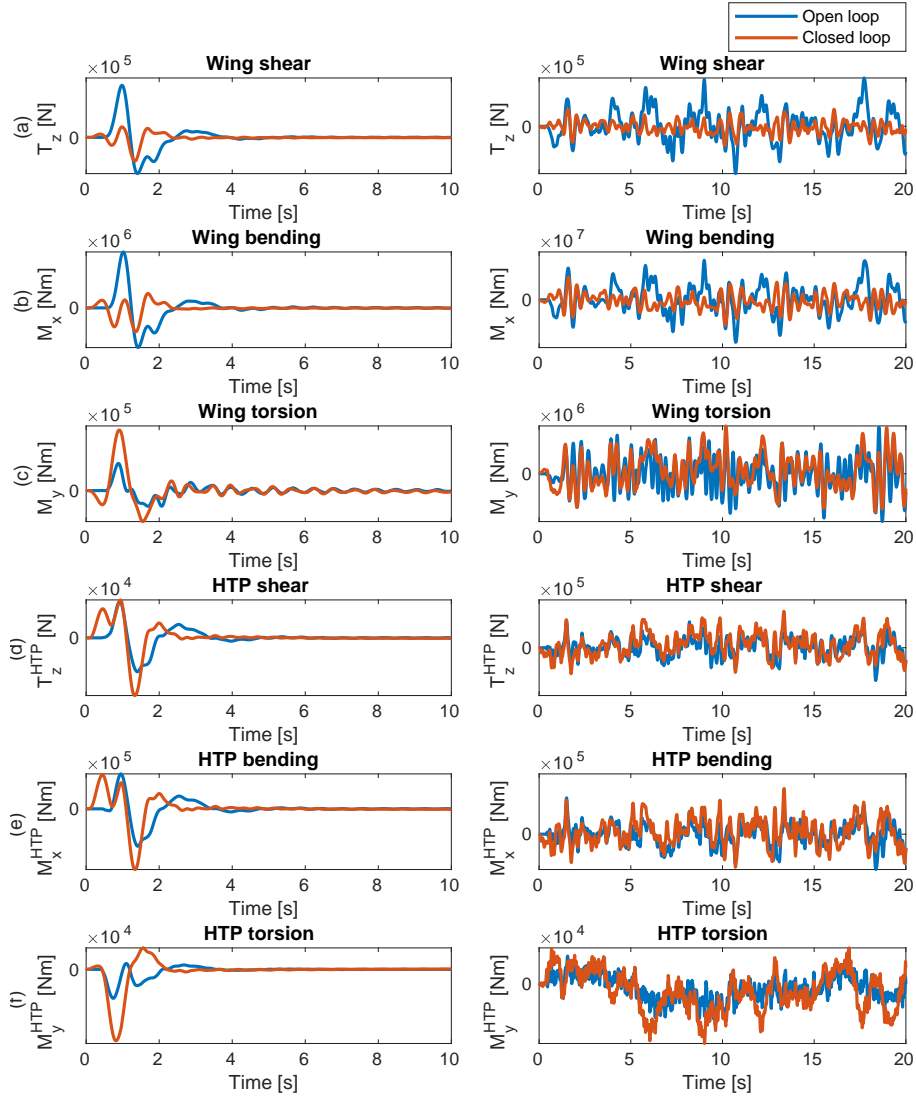 Open loop
Closed loop
×10^5
Wing shear
(a)
T_z [N]
0
0 2 4 6 8 10
Time [s]
×10^5
Wing shear
0
0 5 10 15 20
Time [s]
×10^6
Wing bending
(b)
M_x [Nm]
0
0 2 4 6 8 10
Time [s]
×10^7
Wing bending
M_x [Nm]
0
0 5 10 15 20
Time [s]
×10^5
Wing torsion
(c)
M_y [Nm]
0
0 2 4 6 8 10
Time [s]
×10^6
Wing torsion
M_y [Nm]
0
0 5 10 15 20
Time [s]
×10^4
HTP shear
(d)
T_z^HTP [N]
0
0 2 4 6 8 10
Time [s]
×10^5
HTP shear
T_z^HTP [N]
0
0 5 10 15 20
Time [s]
×10^5
HTP bending
(e)
M_x^HTP [Nm]
0
0 2 4 6 8 10
Time [s]
×10^5
HTP bending
M_x^HTP [Nm]
0
0 5 10 15 20
Time [s]
×10^4
HTP torsion
(f)
M_y^HTP [Nm]
0
0 2 4 6 8 10
Time [s]
×10^4
HTP torsion
M_y^HTP [Nm]
0
0 5 10 15 20
Time [s]